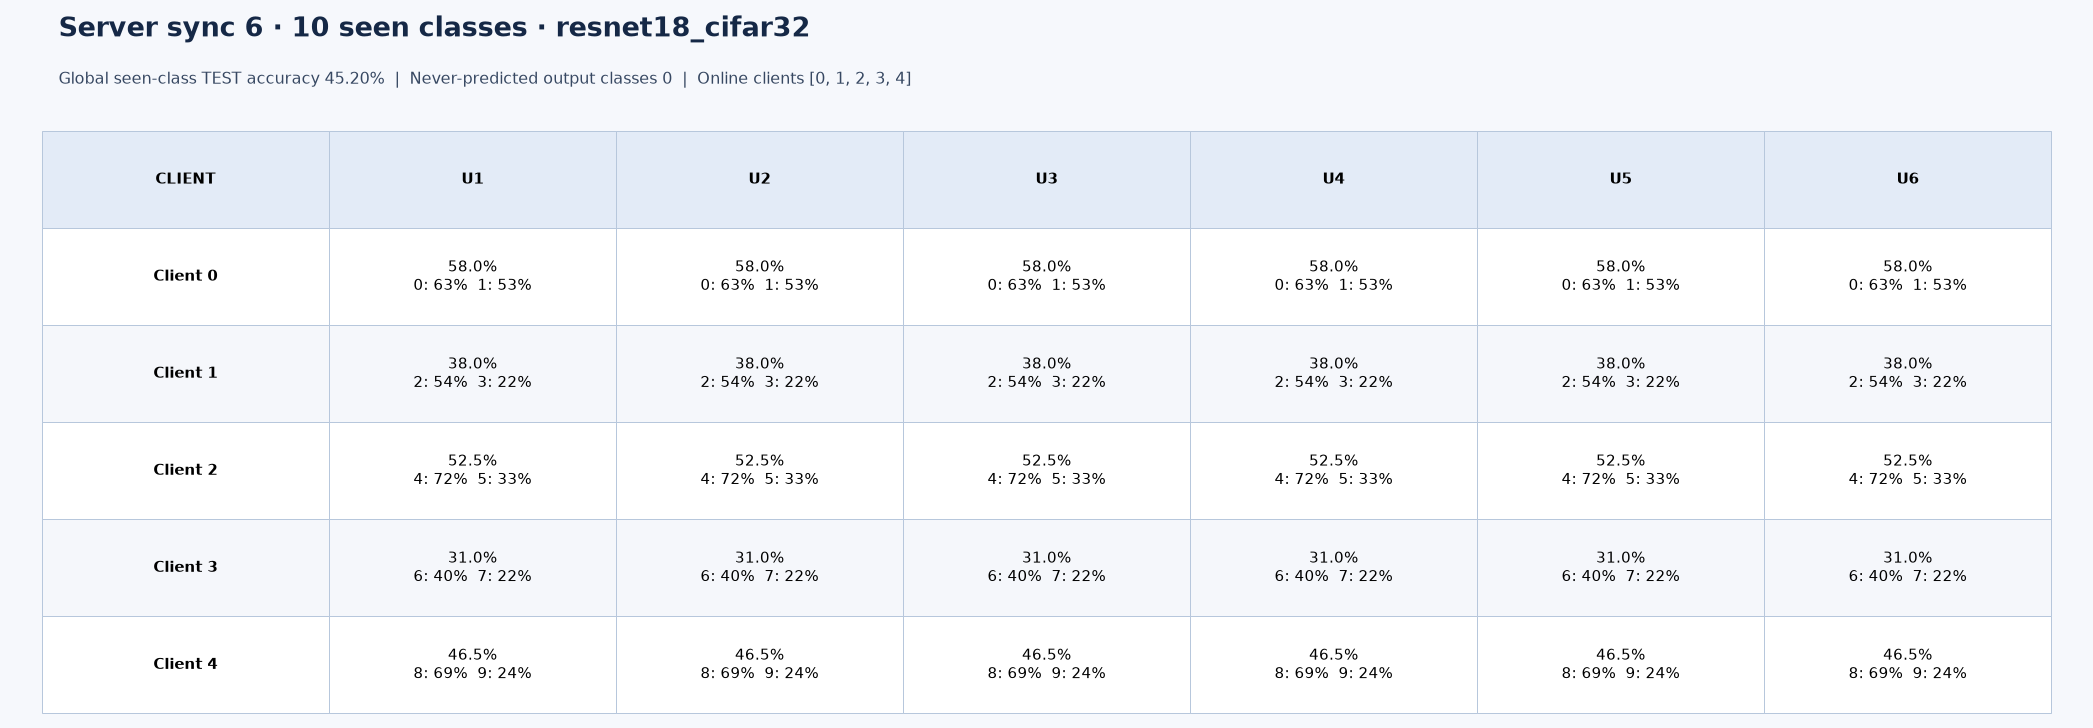 Server sync 6 · 10 seen classes · resnet18_cifar32
Global seen-class TEST accuracy 45.20% | Never-predicted output classes 0 | Online clients [0, 1, 2, 3, 4]
CLIENT U1 U2 U3 U4 U5 U6
58.0% 58.0% 58.0% 58.0% 58.0% 58.0%
Client 0
0: 63% 1: 53% 0: 63% 1: 53% 0: 63% 1: 53% 0: 63% 1: 53% 0: 63% 1: 53% 0: 63% 1: 53%
38.0% 38.0% 38.0% 38.0% 38.0% 38.0%
Client 1
2: 54% 3: 22% 2: 54% 3: 22% 2: 54% 3: 22% 2: 54% 3: 22% 2: 54% 3: 22% 2: 54% 3: 22%
52.5% 52.5% 52.5% 52.5% 52.5% 52.5%
Client 2
4: 72% 5: 33% 4: 72% 5: 33% 4: 72% 5: 33% 4: 72% 5: 33% 4: 72% 5: 33% 4: 72% 5: 33%
31.0% 31.0% 31.0% 31.0% 31.0% 31.0%
Client 3
6: 40% 7: 22% 6: 40% 7: 22% 6: 40% 7: 22% 6: 40% 7: 22% 6: 40% 7: 22% 6: 40% 7: 22%
46.5% 46.5% 46.5% 46.5% 46.5% 46.5%
Client 4
8: 69% 9: 24% 8: 69% 9: 24% 8: 69% 9: 24% 8: 69% 9: 24% 8: 69% 9: 24% 8: 69% 9: 24%